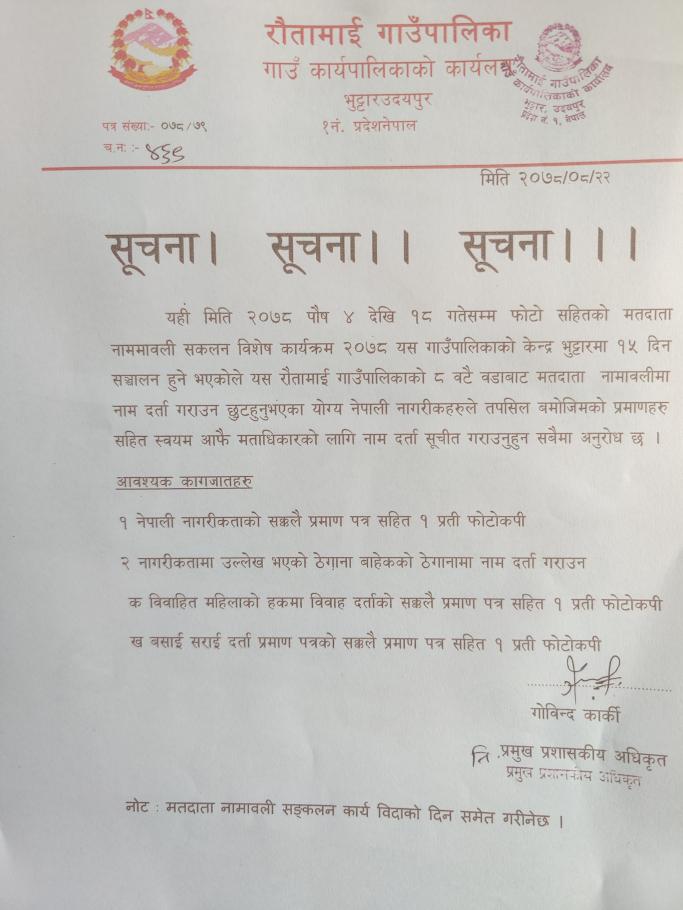 रौतामाई गाउँपालिका
गाउँ कार्यपालिकाको कार्यलय
भुट्टारउदयपुर
१नं. प्रदेशनेपाल
रौतामाई गाउँपालिका
गाउँ कार्यपालिकाको कार्यालय
भुट्टार, उदयपुर
प्रदेश नं. १, नेपाल
पत्र संख्या:- ०७८/७९
च.न: :- ४३९
मिति २०७८/०८/२२
सूचना। सूचना।। सूचना।।।
यही मिति २०७८ पौष ४ देखि १८ गतेसम्म फोटो सहितको मतदाता
नाममावली सकलन विशेष कार्यक्रम २०७८ यस गाउँपालिकाको केन्द्र भुट्टारमा १५ दिन
सञ्चालन हुने भएकोले यस रौतामाई गाउँपालिकाको ८ वटै वडाबाट मतदाता नामावलीमा
नाम दर्ता गराउन छुटहुनुभएका योग्य नेपाली नागरीकहरुले तपसिल बमोजिमको प्रमाणहरु
सहित स्वयम आफै मताधिकारको लागि नाम दर्ता सूचीत गराउनुहुन सबैमा अनुरोध छ ।
आवश्यक कागजातहरु
१ नेपाली नागरीकताको सक्कलै प्रमाण पत्र सहित १ प्रती फोटोकपी
२ नागरीकतामा उल्लेख भएको ठेगाना बाहेकको ठेगानामा नाम दर्ता गराउन
क विवाहित महिलाको हकमा विवाह दर्ताको सक्कलै प्रमाण पत्र सहित १ प्रती फोटोकपी
ख बसाई सराई दर्ता प्रमाण पत्रको सक्कलै प्रमाण पत्र सहित १ प्रती फोटोकपी
गोविन्द कार्की
नि .प्रमुख प्रशासकीय अधिकृत
प्रमुख प्रशासकीय अधिकृत
नोट : मतदाता नामावली सङ्कलन कार्य विदाको दिन समेत गरीनेछ ।